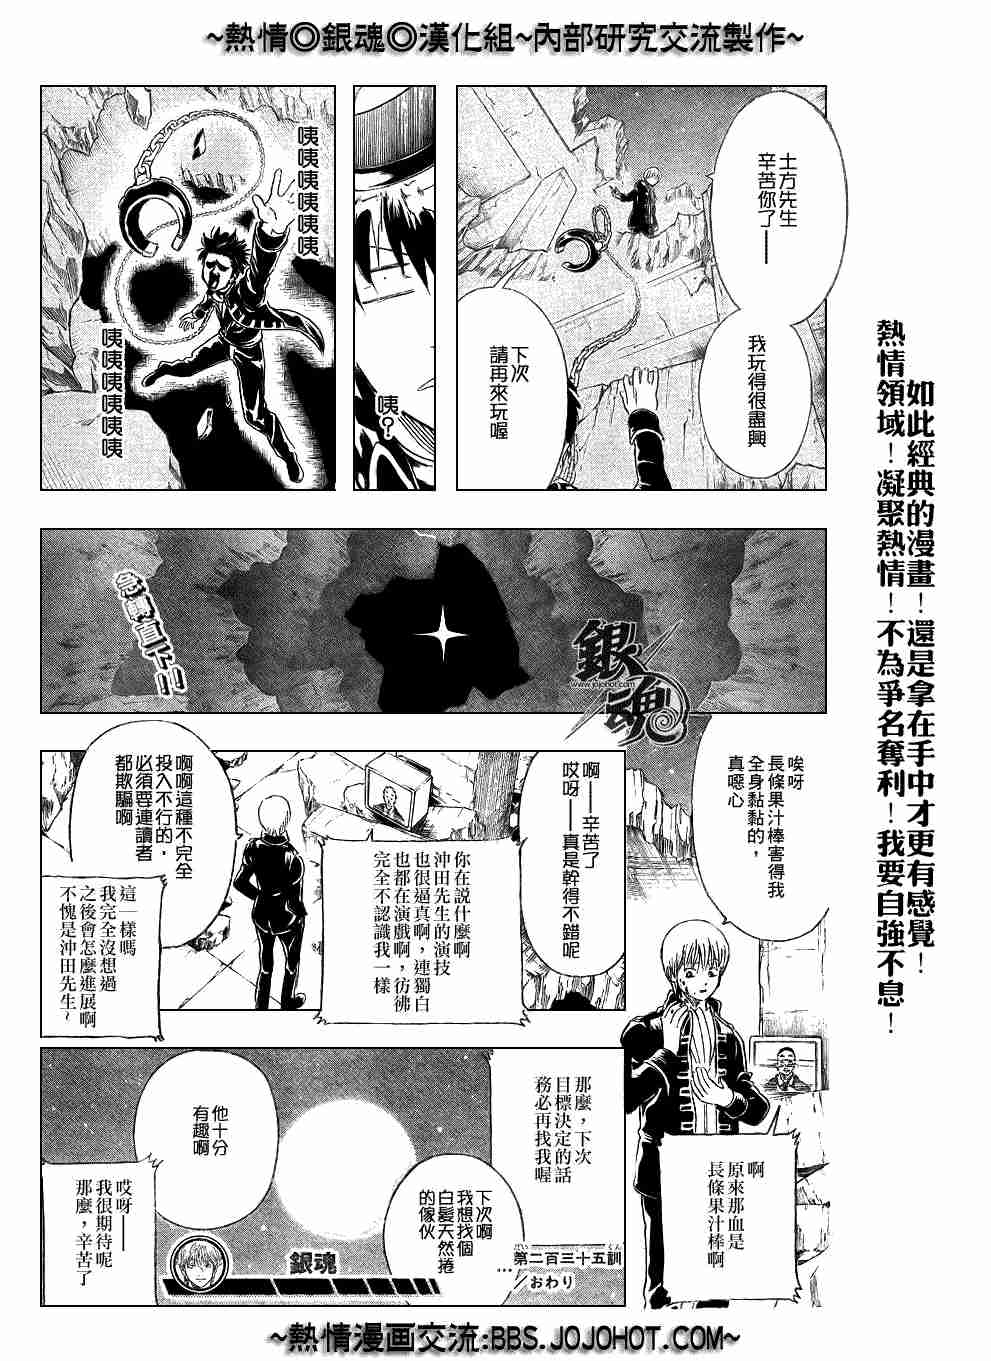 ~熱情◎銀魂◎漢化組~內部研究交流製作~
土方先生
辛苦你了——
我玩得很盡興
下次
請再來玩喔
咦?
咦咦咦咦咦咦
咦咦咦咦咦咦
如此經典的漫畫!還是拿在手中才更有感覺!
熱情領域!凝聚熱情!不為爭名奪利!我要自強不息!
急轉直下!!
銀魂
www.jojohot.com
唉呀
長條果汁棒害得我
全身黏黏的,
真噁心
啊
原來那血是
長條果汁棒啊
啊——辛苦了
哎呀——真是幹得不錯呢
你在説什麼啊
沖田先生的演技
也很逼真啊,連獨白
也都在演戲啊,彷彿
完全不認識我一樣
啊啊這種不完全
投入不行的,
必須要連讀者
都欺騙啊
這一樣嗎
我完全沒想過
之後會怎麼進展啊
不愧是沖田先生~
那麼,下次
目標決定的話
務必再找我喔
下次啊
我想找個
白髮天然捲
的傢伙
他十分
有趣啊
哎呀——
我很期待呢
那麼,辛苦了
銀魂
…第二百三十五訓
/おわり
~熱情漫画交流:BBS.JOJOHOT.COM~